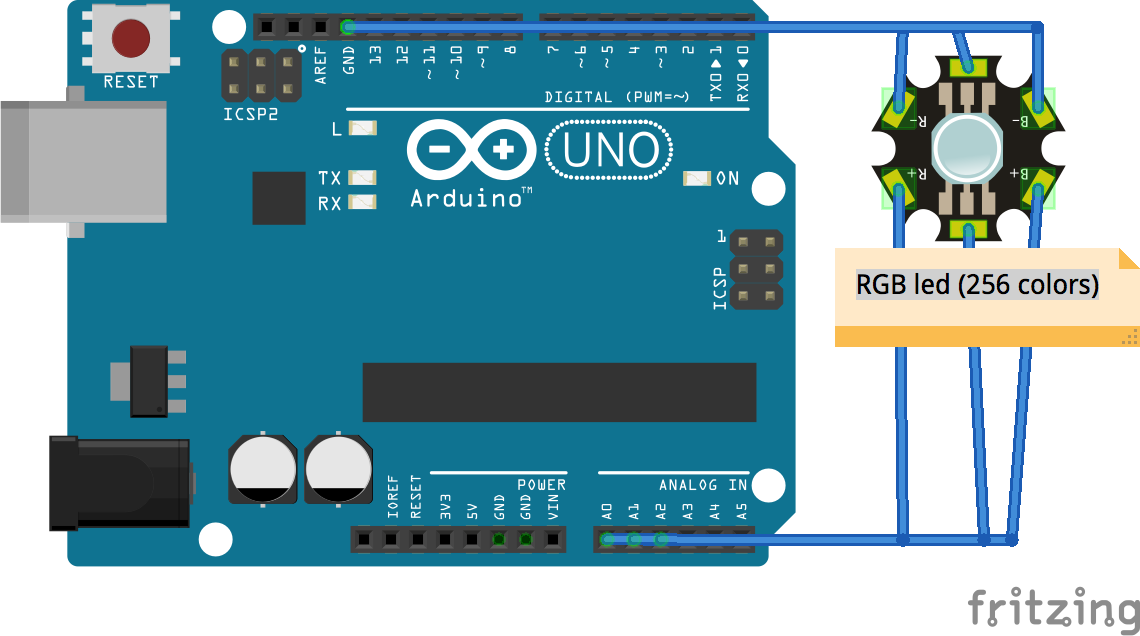 RESET
ICSP2
AREF
GND
13
12
~11
~10
~9
8
7
~6
~5
4
~3
2
TX0▶1
RX0◀0
DIGITAL (PWM=~)
L
TX
RX
UNO
Arduino™
ON
1
ICSP
R-
B-
R+
B+
RGB led (256 colors)
IOREF
RESET
3V3
5V
GND
GND
VIN
POWER
ANALOG IN
A0
A1
A2
A3
A4
A5
fritzing